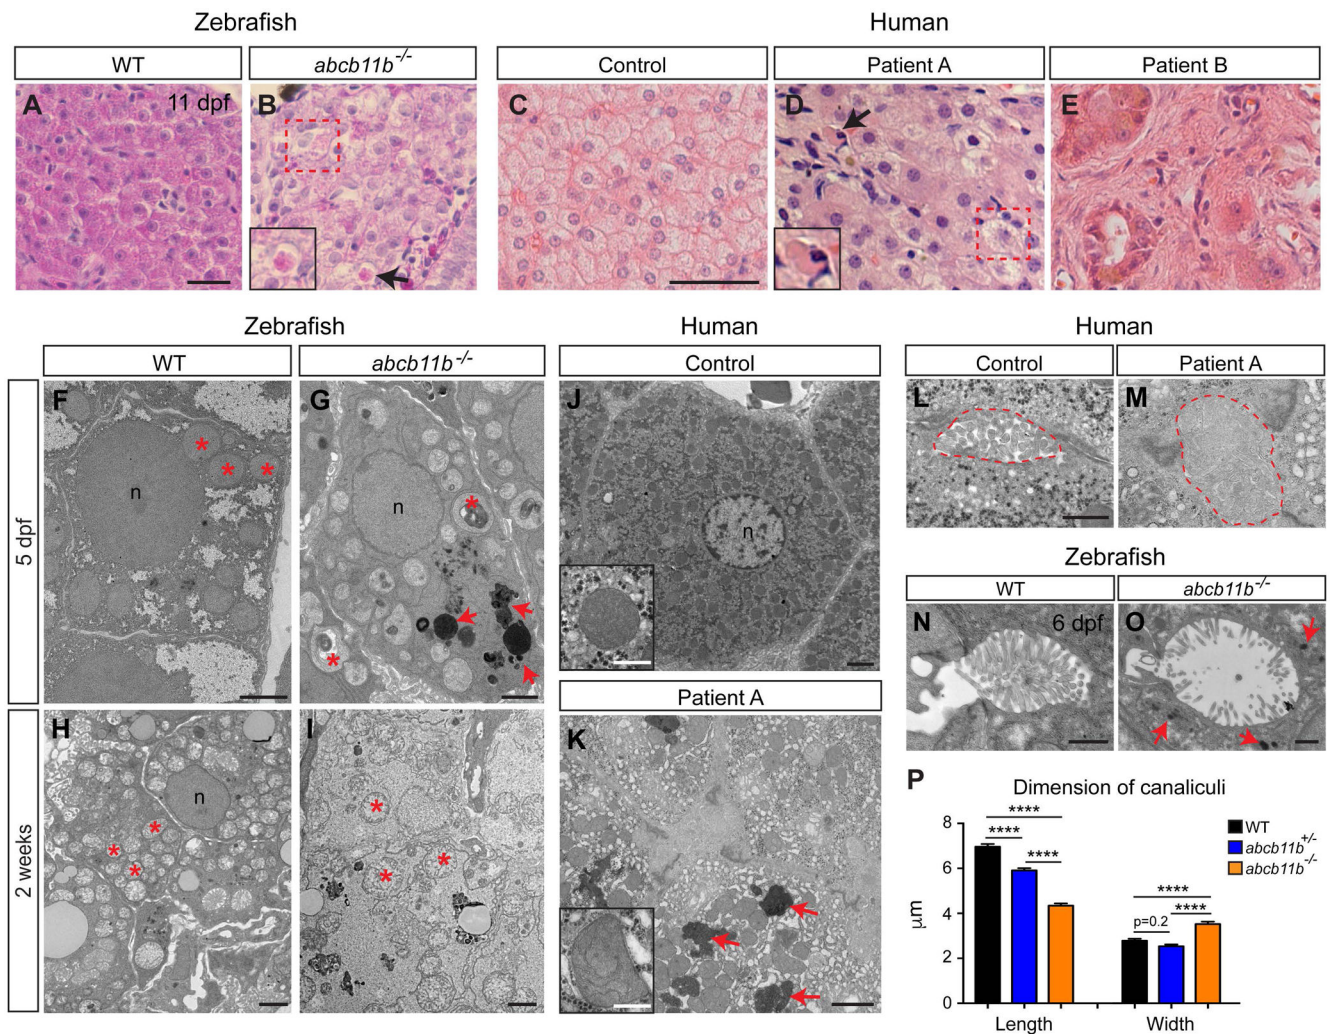 Zebrafish
Human
WT
abcb11b-/-
Control
Patient A
Patient B
A
11 dpf
B
C
D
E
Zebrafish
Human
Human
WT
abcb11b-/-
Control
Control
Patient A
5 dpf
F
n
G
n
J
n
L
M
Zebrafish
WT
abcb11b-/-
N
6 dpf
O
2 weeks
H
n
I
Patient A
K
P
Dimension of canaliculi
WT
abcb11b+/-
abcb11b-/-
****
****
****
****
****
p=0.2
µm
8
6
4
2
0
Length
Width